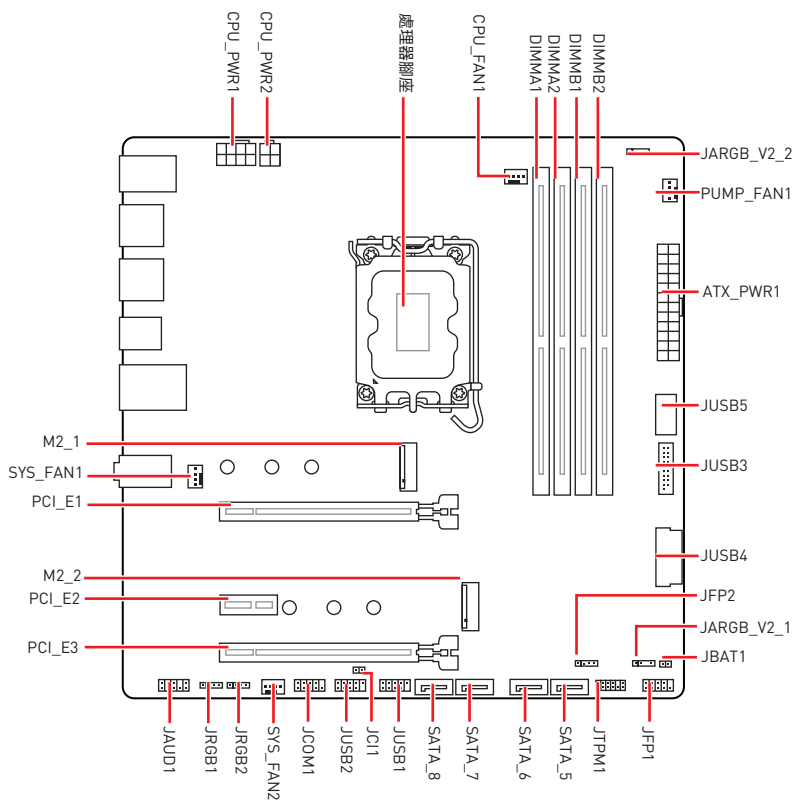 CPU_PWR1
CPU_PWR2
處理器腳座
CPU_FAN1
DIMMA1
DIMMA2
DIMMB1
DIMMB2
JARGB_V2_2
PUMP_FAN1
ATX_PWR1
JUSB5
JUSB3
JUSB4
JFP2
JARGB_V2_1
JBAT1
M2_1
SYS_FAN1
PCI_E1
M2_2
PCI_E2
PCI_E3
JAUD1
JRGB1
JRGB2
SYS_FAN2
JCOM1
JUSB2
JCI1
JUSB1
SATA_8
SATA_7
SATA_6
SATA_5
JTPM1
JFP1